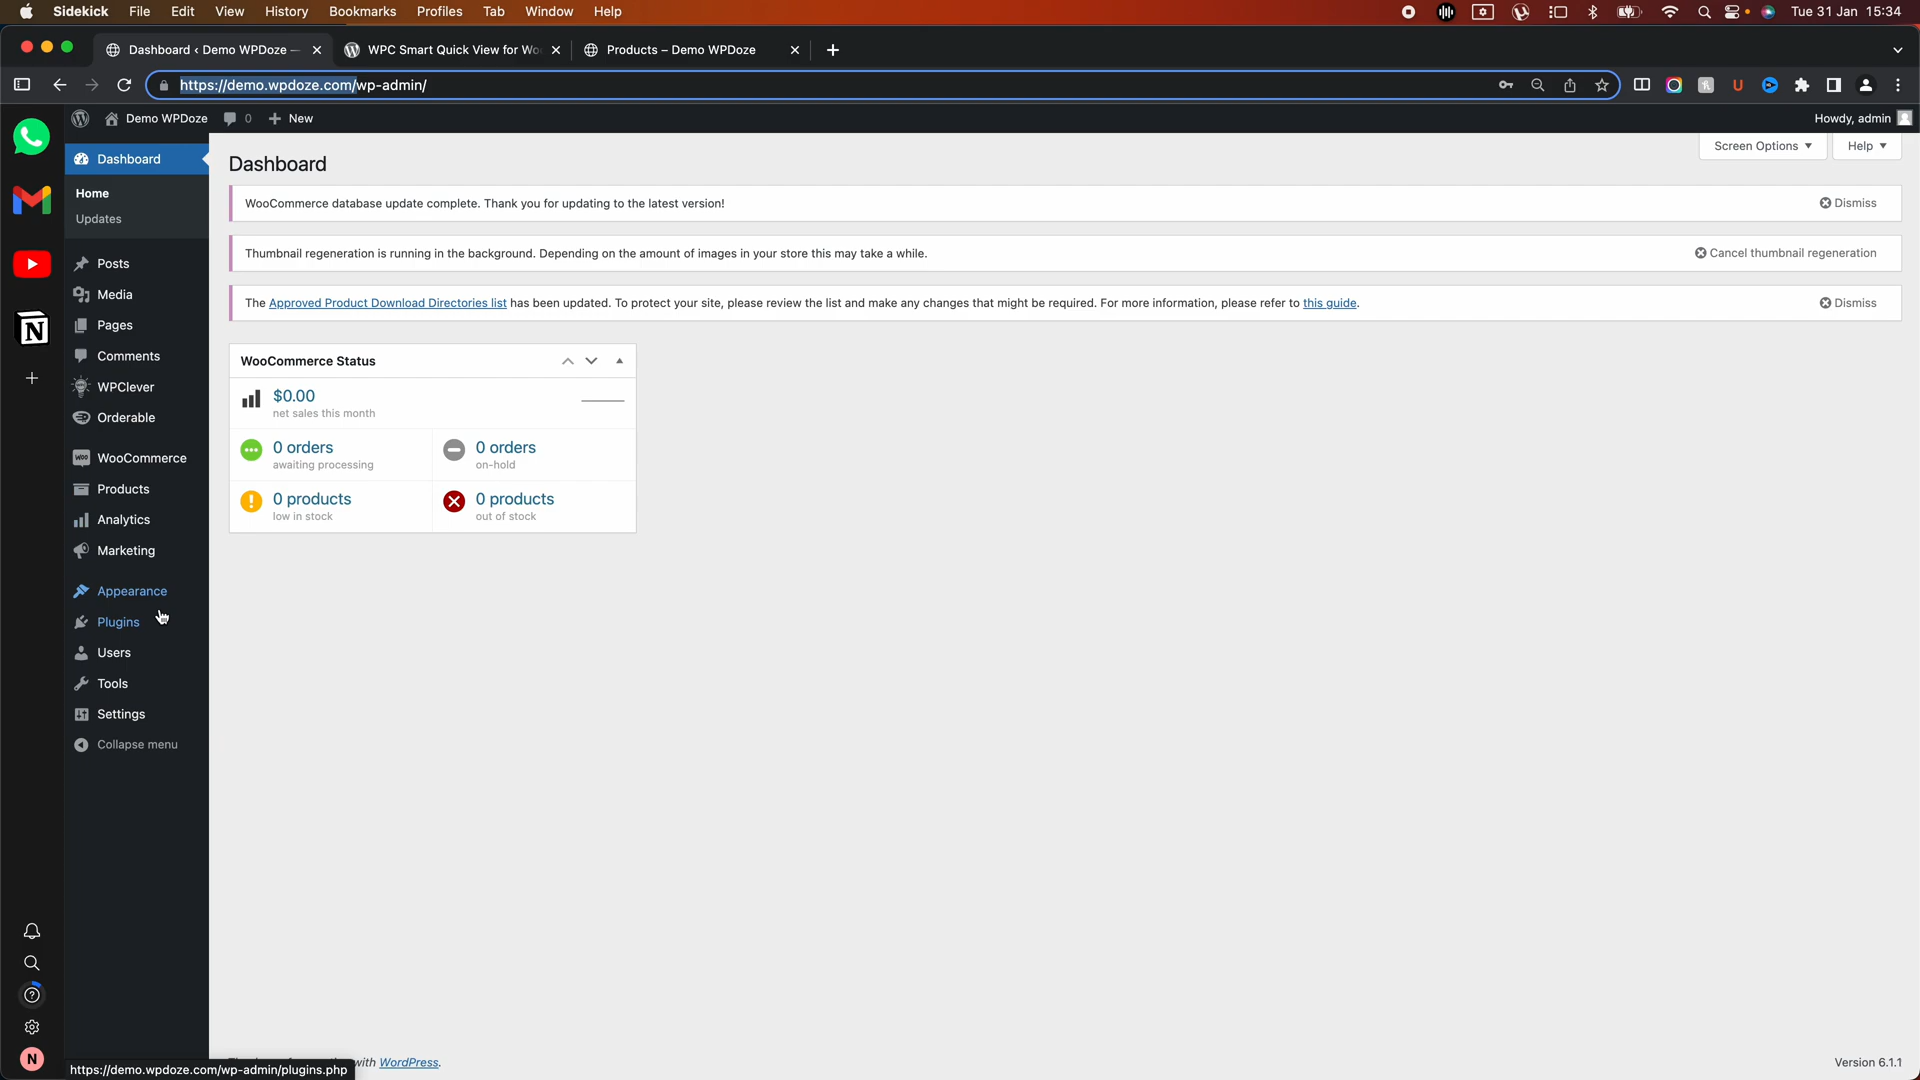 Sidekick File Edit View History Bookmarks Profiles Tab Window Help Tue 31 Jan 15:34
Dashboard ‹ Demo WPDoze — WPC Smart Quick View for Wo Products – Demo WPDoze
https://demo.wpdoze.com/wp-admin/
Demo WPDoze 0 New Howdy, admin
Dashboard
Home
Updates
Posts
Media
Pages
Comments
WPClever
Orderable
WooCommerce
Products
Analytics
Marketing
Appearance
Plugins
Users
Tools
Settings
Collapse menu
Screen Options Help
Dashboard
WooCommerce database update complete. Thank you for updating to the latest version! Dismiss
Thumbnail regeneration is running in the background. Depending on the amount of images in your store this may take a while. Cancel thumbnail regeneration
The Approved Product Download Directories list has been updated. To protect your site, please review the list and make any changes that might be required. For more information, please refer to this guide. Dismiss
WooCommerce Status
$0.00
net sales this month
0 orders
awaiting processing
0 orders
on-hold
0 products
low in stock
0 products
out of stock
with WordPress.
Version 6.1.1
N
https://demo.wpdoze.com/wp-admin/plugins.php